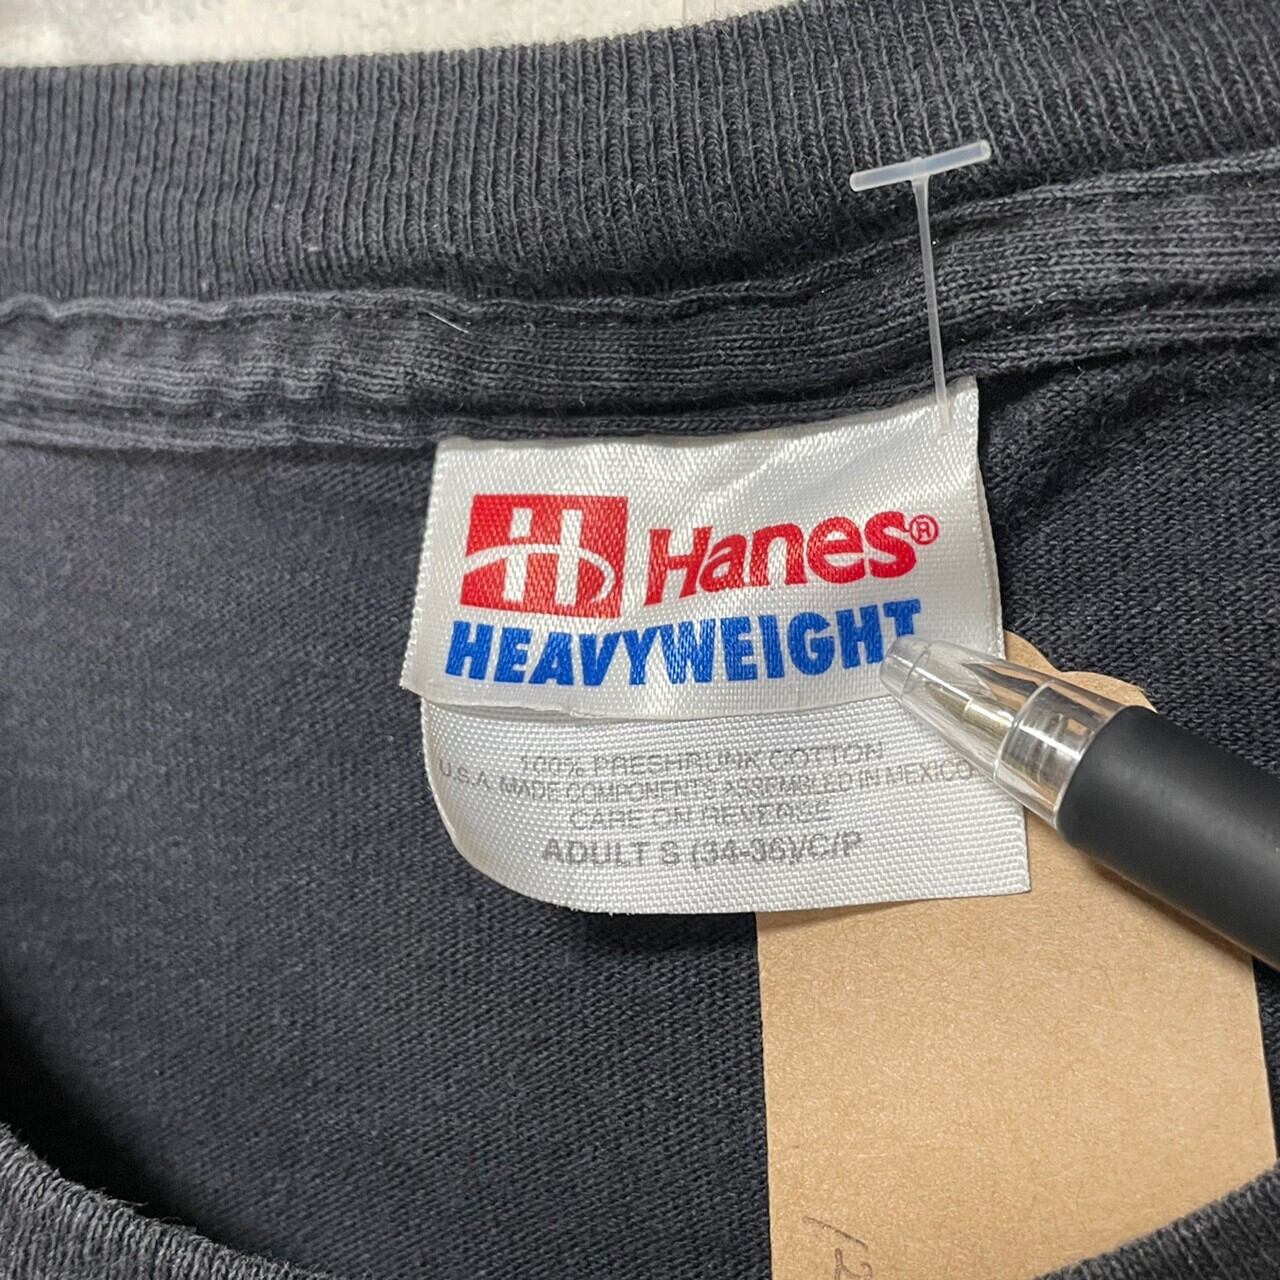 Hanes®
HEAVYWEIGHT
100% PRESHRUNK COTTON
U.S.A. MADE COMPONENTS ASSEMBLED IN MEXICO
CARE ON REVERSE
ADULT S (34-36)/C/P